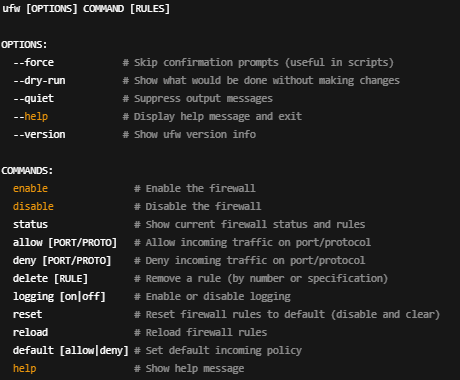 ufw [OPTIONS] COMMAND [RULES]

OPTIONS:
  --force            # Skip confirmation prompts (useful in scripts)
  --dry-run          # Show what would be done without making changes
  --quiet            # Suppress output messages
  --help             # Display help message and exit
  --version          # Show ufw version info

COMMANDS:
  enable               # Enable the firewall
  disable              # Disable the firewall
  status               # Show current firewall status and rules
  allow [PORT/PROTO]   # Allow incoming traffic on port/protocol
  deny [PORT/PROTO]    # Deny incoming traffic on port/protocol
  delete [RULE]        # Remove a rule (by number or specification)
  logging [on|off]     # Enable or disable logging
  reset                # Reset firewall rules to default (disable and clear)
  reload               # Reload firewall rules
  default [allow|deny] # Set default incoming policy
  help                 # Show help message